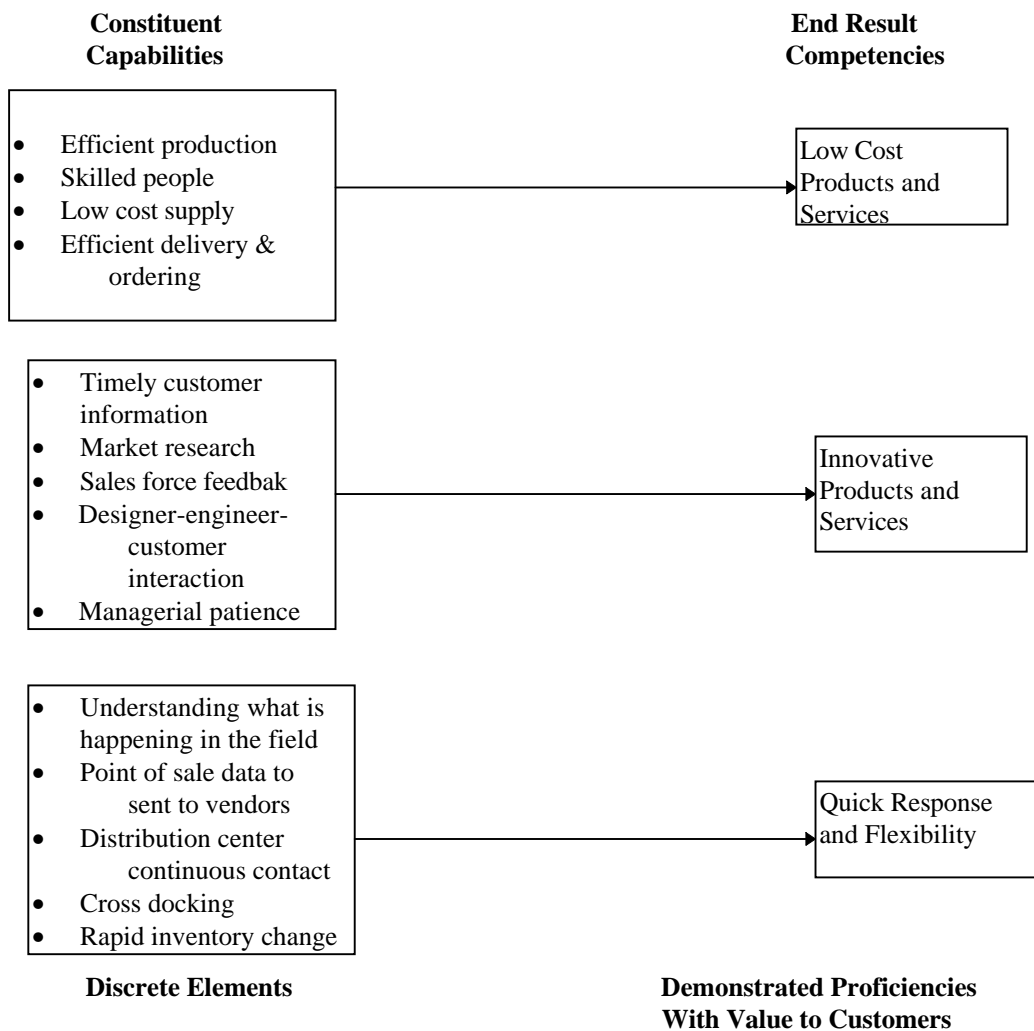 Constituent
Capabilities
End Result
Competencies
• Efficient production
• Skilled people
• Low cost supply
• Efficient delivery &
ordering
Low Cost
Products and
Services
• Timely customer
information
• Market research
• Sales force feedbak
• Designer-engineer-
customer
interaction
• Managerial patience
Innovative
Products and
Services
• Understanding what is
happening in the field
• Point of sale data to
sent to vendors
• Distribution center
continuous contact
• Cross docking
• Rapid inventory change
Quick Response
and Flexibility
Discrete Elements
Demonstrated Proficiencies
With Value to Customers